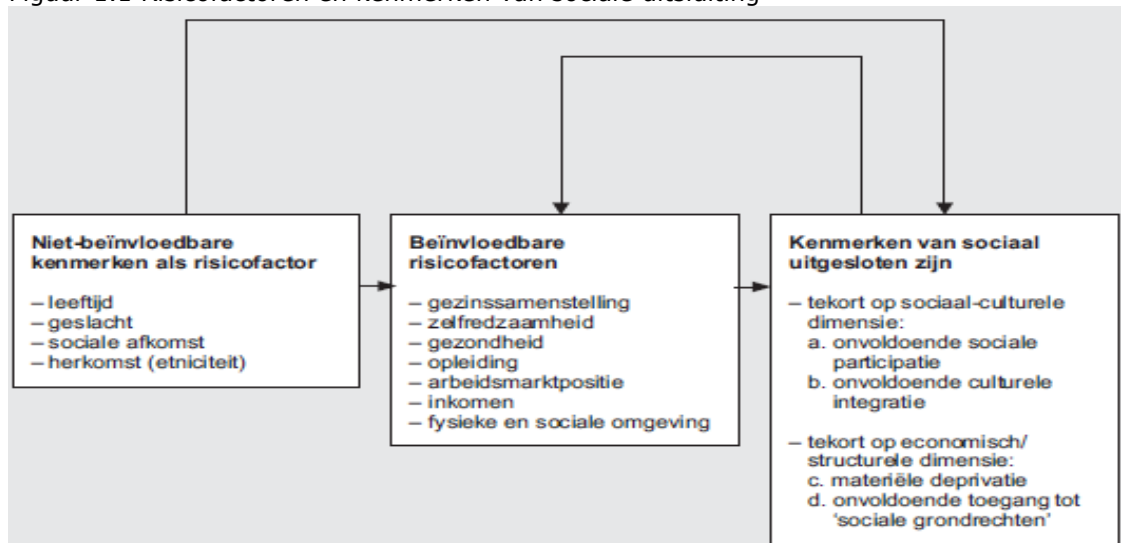 Figuur 1.1 Risicofactoren en kenmerken van sociale uitsluiting
Niet-beïnvloedbare
kenmerken als risicofactor
– leeftijd
– geslacht
– sociale afkomst
– herkomst (etniciteit)
Beïnvloedbare
risicofactoren
– gezinssamenstelling
– zelfredzaamheid
– gezondheid
– opleiding
– arbeidsmarktpositie
– inkomen
– fysieke en sociale omgeving
Kenmerken van sociaal
uitgesloten zijn
– tekort op sociaal-culturele
dimensie:
a. onvoldoende sociale
participatie
b. onvoldoende culturele
integratie
– tekort op economisch/
structurele dimensie:
c. materiële deprivatie
d. onvoldoende toegang tot
‘sociale grondrechten’